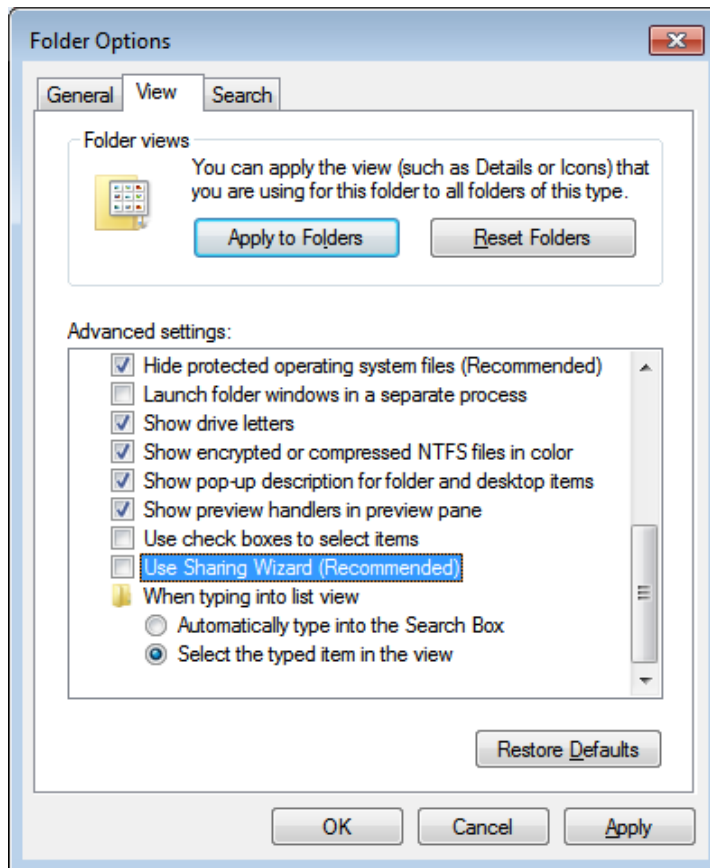 Folder Options
General View Search
Folder views
You can apply the view (such as Details or Icons) that
you are using for this folder to all folders of this type.
Apply to Folders Reset Folders
Advanced settings:
Hide protected operating system files (Recommended)
Launch folder windows in a separate process
Show drive letters
Show encrypted or compressed NTFS files in color
Show pop-up description for folder and desktop items
Show preview handlers in preview pane
Use check boxes to select items
Use Sharing Wizard (Recommended)
When typing into list view
Automatically type into the Search Box
Select the typed item in the view
Restore Defaults
OK Cancel Apply